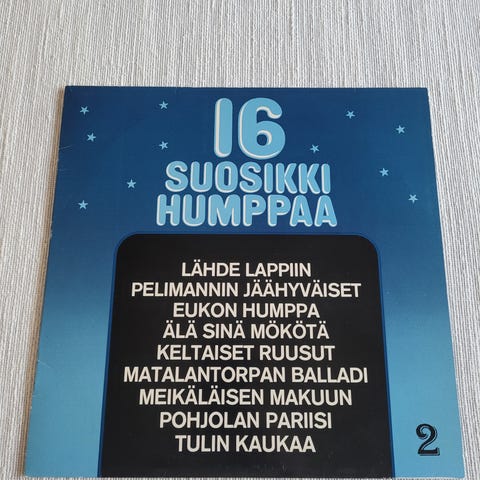 16
SUOSIKKI
HUMPPAA
LÄHDE LAPPIIN
PELIMANNIN JÄÄHYVÄISET
EUKON HUMPPA
ÄLÄ SINÄ MÖKÖTÄ
KELTAISET RUUSUT
MATALANTORPAN BALLADI
MEIKÄLÄISEN MAKUUN
POHJOLAN PARIISI
TULIN KAUKAA
2